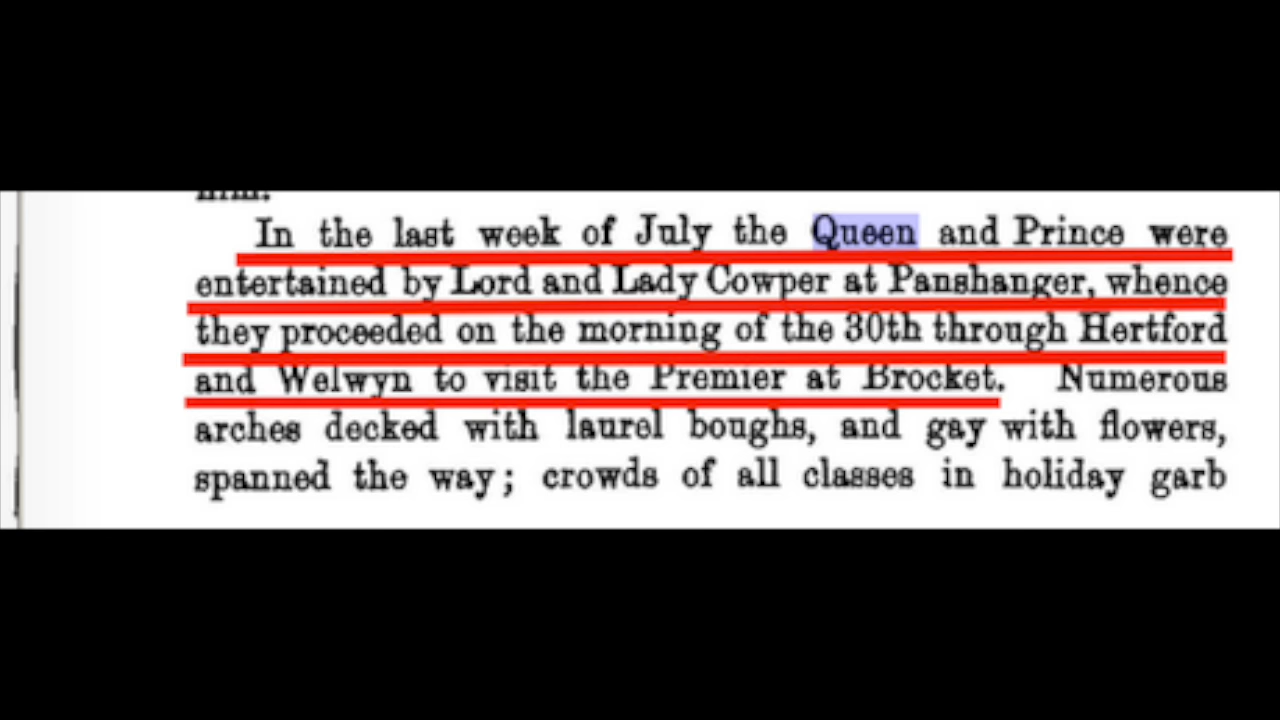 him.
In the last week of July the Queen and Prince were
entertained by Lord and Lady Cowper at Panshanger, whence
they proceeded on the morning of the 30th through Hertford
and Welwyn to visit the Premier at Brocket. Numerous
arches decked with laurel boughs, and gay with flowers,
spanned the way; crowds of all classes in holiday garb